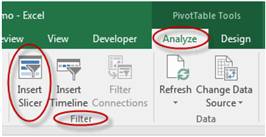 mo - Excel
PivotTable Tools
eview View Developer Analyze Design
Insert Slicer
Insert Timeline
Filter Connections
Refresh
Change Data Source
Filter
Data